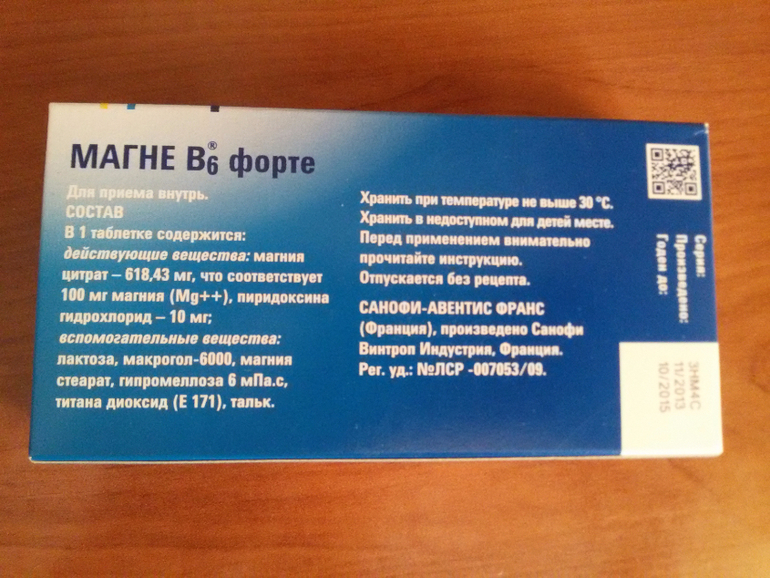 МАГНЕ B6® форте
Для приема внутрь.
СОСТАВ
В 1 таблетке содержится:
действующие вещества: магния
цитрат – 618,43 мг, что соответствует
100 мг магния (Mg++), пиридоксина
гидрохлорид – 10 мг;
вспомогательные вещества:
лактоза, макрогол-6000, магния
стеарат, гипромеллоза 6 мПа.с,
титана диоксид (Е 171), тальк.
Хранить при температуре не выше 30 °С.
Хранить в недоступном для детей месте.
Перед применением внимательно
прочитайте инструкцию.
Отпускается без рецепта.
САНОФИ-АВЕНТИС ФРАНС
(Франция), произведено Санофи
Винтроп Индустрия, Франция.
Рег. уд.: №ЛСР -007053/09.
Серия:
Произведено:
Годен до:
3HM4C
11/2013
10/2015